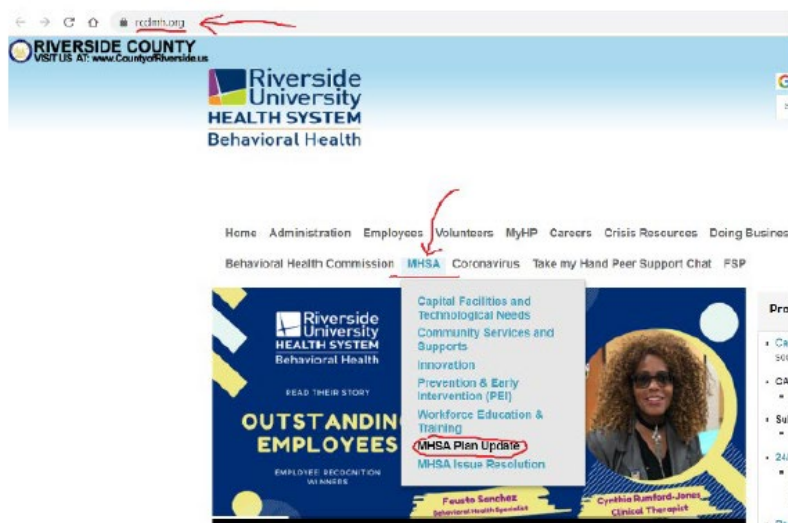 rcdmh.org
RIVERSIDE COUNTY
VISIT US AT: www.CountyofRiverside.us
Riverside
University
HEALTH SYSTEM
Behavioral Health
Home Administration Employees Volunteers MyHP Careers Crisis Resources Doing Busines
Behavioral Health Commission MHSA Coronavirus Take my Hand Peer Support Chat FSP
Capital Facilities and
Technological Needs
Community Services and
Supports
Innovation
Prevention & Early
Intervention (PEI)
Workforce Education &
Training
MHSA Plan Update
MHSA Issue Resolution
Riverside
University
HEALTH SYSTEM
Behavioral Health
READ THEIR STORY
OUTSTANDIN
EMPLOYEES
EMPLOYEE RECOGNITION
WINNERS
Fausto Sanchez
Behavioral Health Specialist
Cynthia Rumford-Jones
Clinical Therapist
Pro
Ca
CA
Sul
24/